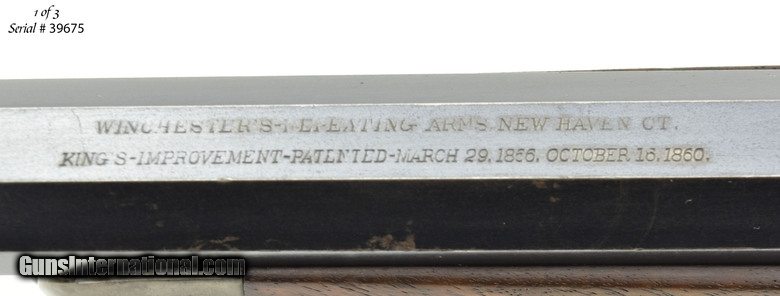 1 of 3
Serial # 39675
WINCHESTER'S-REPEATING ARMS. NEW HAVEN CT.
KING'S-IMPROVEMENT-PATENTED-MARCH 29. 1856. OCTOBER 16, 1860.
GunsInternational.com